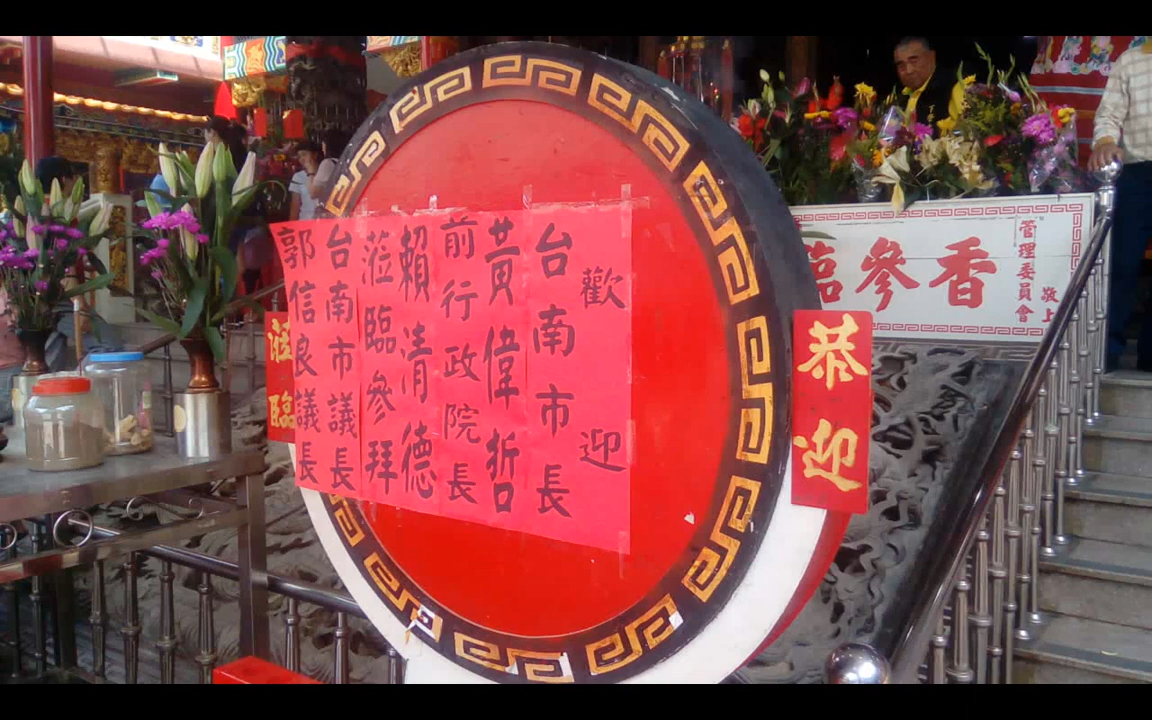 歡迎
台南市長
黃偉哲
前行政院長
賴清德
蒞臨參拜
台南市議長
郭信良議長
恭迎
蒞臨
臨參香
管理委員會
敬上